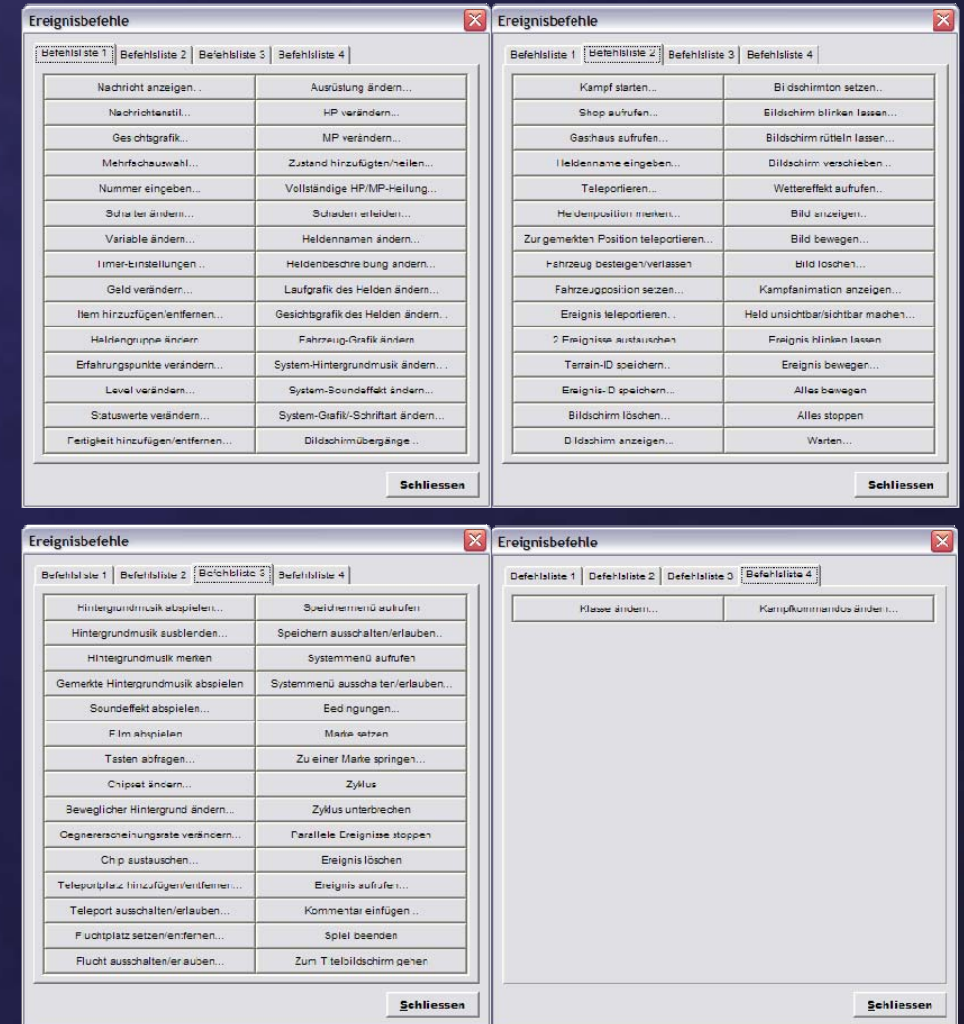 Ereignisbefehle
Befehlsliste 1 Befehlsliste 2 Befehlsliste 3 Befehlsliste 4
Nachricht anzeigen... Ausrüstung ändern...
Nachrichtenstil... HP verändern...
Gesichtsgrafik... MP verändern...
Mehrfachauswahl... Zustand hinzufügten/heilen...
Nummer eingeben... Vollständige HP/MP-Heilung...
Schalter ändern... Schaden erleiden...
Variable ändern... Heldennamen ändern...
Timer-Einstellungen... Heldenbeschreibung ändern...
Geld verändern... Laufgrafik des Helden ändern...
Item hinzuzfügen/entfernen... Gesichtsgrafik des Helden ändern...
Heldengruppe ändern Fahrzeug-Grafik ändern
Erfahrungspunkte verändern... System-Hintergrundmusik ändern...
Level verändern... System-Soundeffekt ändern...
Statuswerte verändern... System-Grafik/-Schriftart ändern...
Fertigkeit hinzufügen/entfernen... Bildschirmübergänge...
Schliessen
Ereignisbefehle
Befehlsliste 1 Befehlsliste 2 Befehlsliste 3 Befehlsliste 4
Kampf starten... Bildschirmton setzen...
Shop aufrufen... Bildschirm blinken lassen...
Gasthaus aufrufen... Bildschirm rütteln lassen...
Heldenname eingeben... Bildschirm verschieben...
Teleportieren... Wettereffekt aufrufen...
Heldenposition merken... Bild anzeigen...
Zur gemerkten Position teleportieren... Bild bewegen...
Fahrzeug besteigen/verlassen Bild löschen...
Fahrzeugposition setzen... Kampfanimation anzeigen...
Ereignis teleportieren... Held unsichtbar/sichtbar machen...
2 Ereignisse austauschen Ereignis blinken lassen
Terrain-ID speichern... Ereignis bewegen...
Ereignis-ID speichern... Alles bewegen
Bildschirm löschen... Alles stoppen
Bildschirm anzeigen... Warten...
Schliessen
Ereignisbefehle
Befehlsliste 1 Befehlsliste 2 Befehlsliste 3 Befehlsliste 4
Hintergrundmusik abspielen... Speichermenü aufrufen
Hintergrundmusik ausblenden... Speichern ausschalten/erlauben...
Hintergrundmusik merken Systemmenü aufrufen
Gemerkte Hintergrundmusik abspielen Systemmenü ausschalten/erlauben...
Soundeffekt abspielen... Bedingungen...
Film abspielen Marke setzen
Tasten abfragen... Zu einer Marke springen...
Chipset ändern... Zyklus
Beweglicher Hintergrund ändern... Zyklus unterbrechen
Gegnererscheinungsrate verändern... Parallele Ereignisse stoppen
Chip austauschen... Ereignis löschen
Teleportplatz hinzufügen/entfernen... Ereignis aufrufen...
Teleport ausschalten/erlauben... Kommentar einfügen...
Fluchtplatz setzen/entfernen... Spiel beenden
Flucht ausschalten/erlauben... Zum Titelbildschirm gehen
Schliessen
Ereignisbefehle
Befehlsliste 1 Befehlsliste 2 Befehlsliste 3 Befehlsliste 4
Klasse ändern... Kampfkommandos ändern...
Schliessen